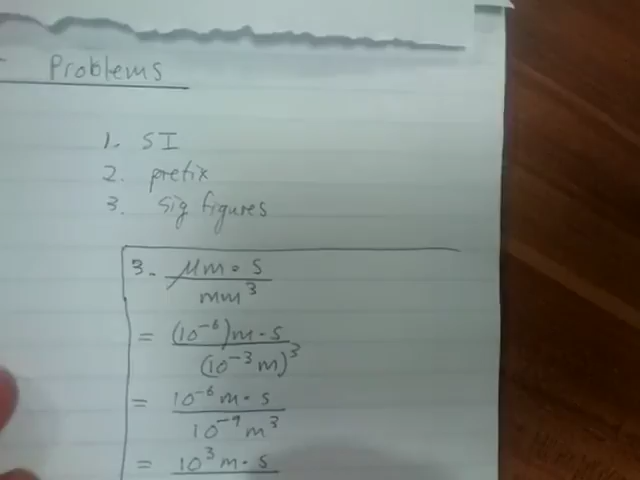 Problems
1. SI
2. prefix
3. sig figures
3. μm · s / mm³
= (10⁻⁶)m · s / (10⁻³ m)³
= 10⁻⁶ m · s / 10⁻⁹ m³
= 10³ m · s